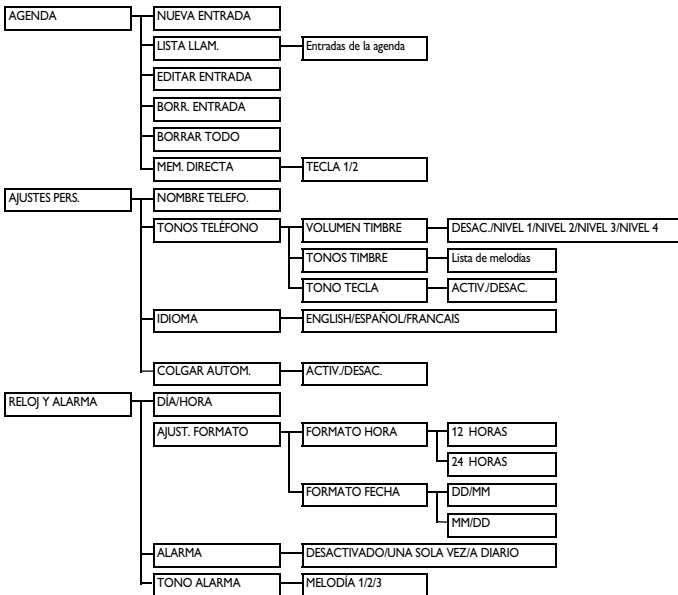 AGENDA
NUEVA ENTRADA
LISTA LLAM.
Entradas de la agenda
EDITAR ENTRADA
BORR. ENTRADA
BORRAR TODO
MEM. DIRECTA
TECLA 1/2
AJUSTES PERS.
NOMBRE TELEFO.
TONOS TELÉFONO
VOLUMEN TIMBRE
DESAC./NIVEL 1/NIVEL 2/NIVEL 3/NIVEL 4
TONOS TIMBRE
Lista de melodías
TONO TECLA
ACTIV./DESAC.
IDIOMA
ENGLISH/ESPAÑOL/FRANCAIS
COLGAR AUTOM.
ACTIV./DESAC.
RELOJ Y ALARMA
DÍA/HORA
AJUST. FORMATO
FORMATO HORA
12 HORAS
24 HORAS
FORMATO FECHA
DD/MM
MM/DD
ALARMA
DESACTIVADO/UNA SOLA VEZ/A DIARIO
TONO ALARMA
MELODÍA 1/2/3